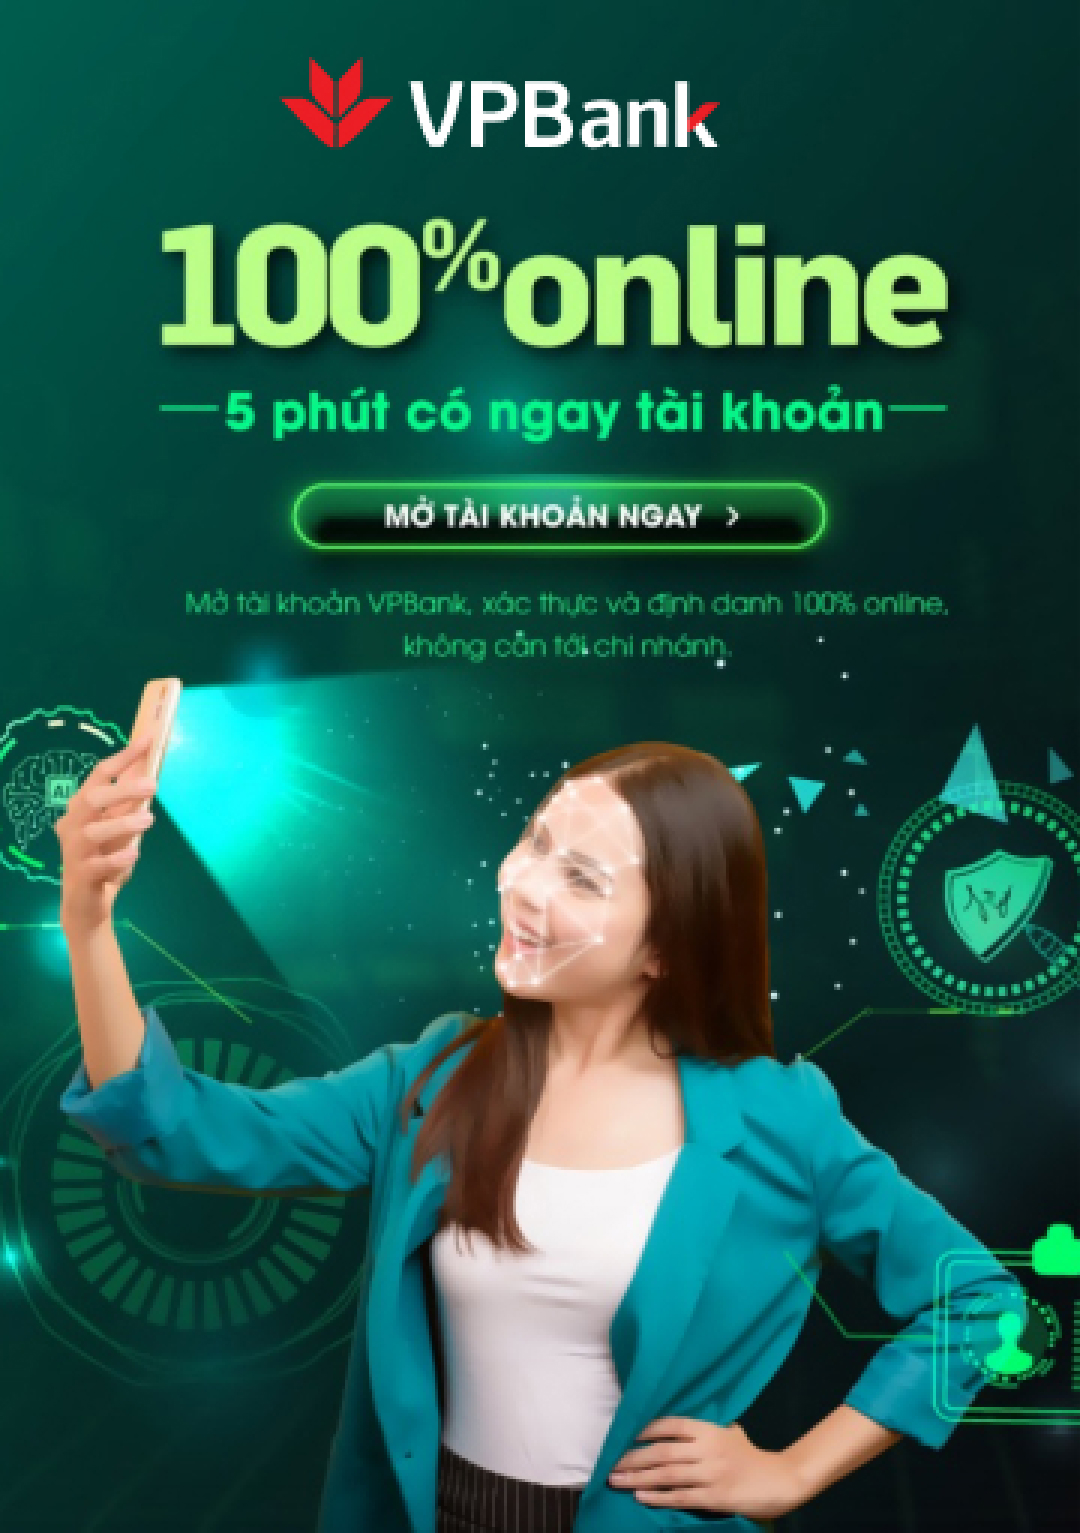 VPBank
100%online
5 phút có ngay tài khoản
MỞ TÀI KHOẢN NGAY >
Mở tài khoản VPBank, xác thực và định danh 100% online,
không cần tới chi nhánh.
AI